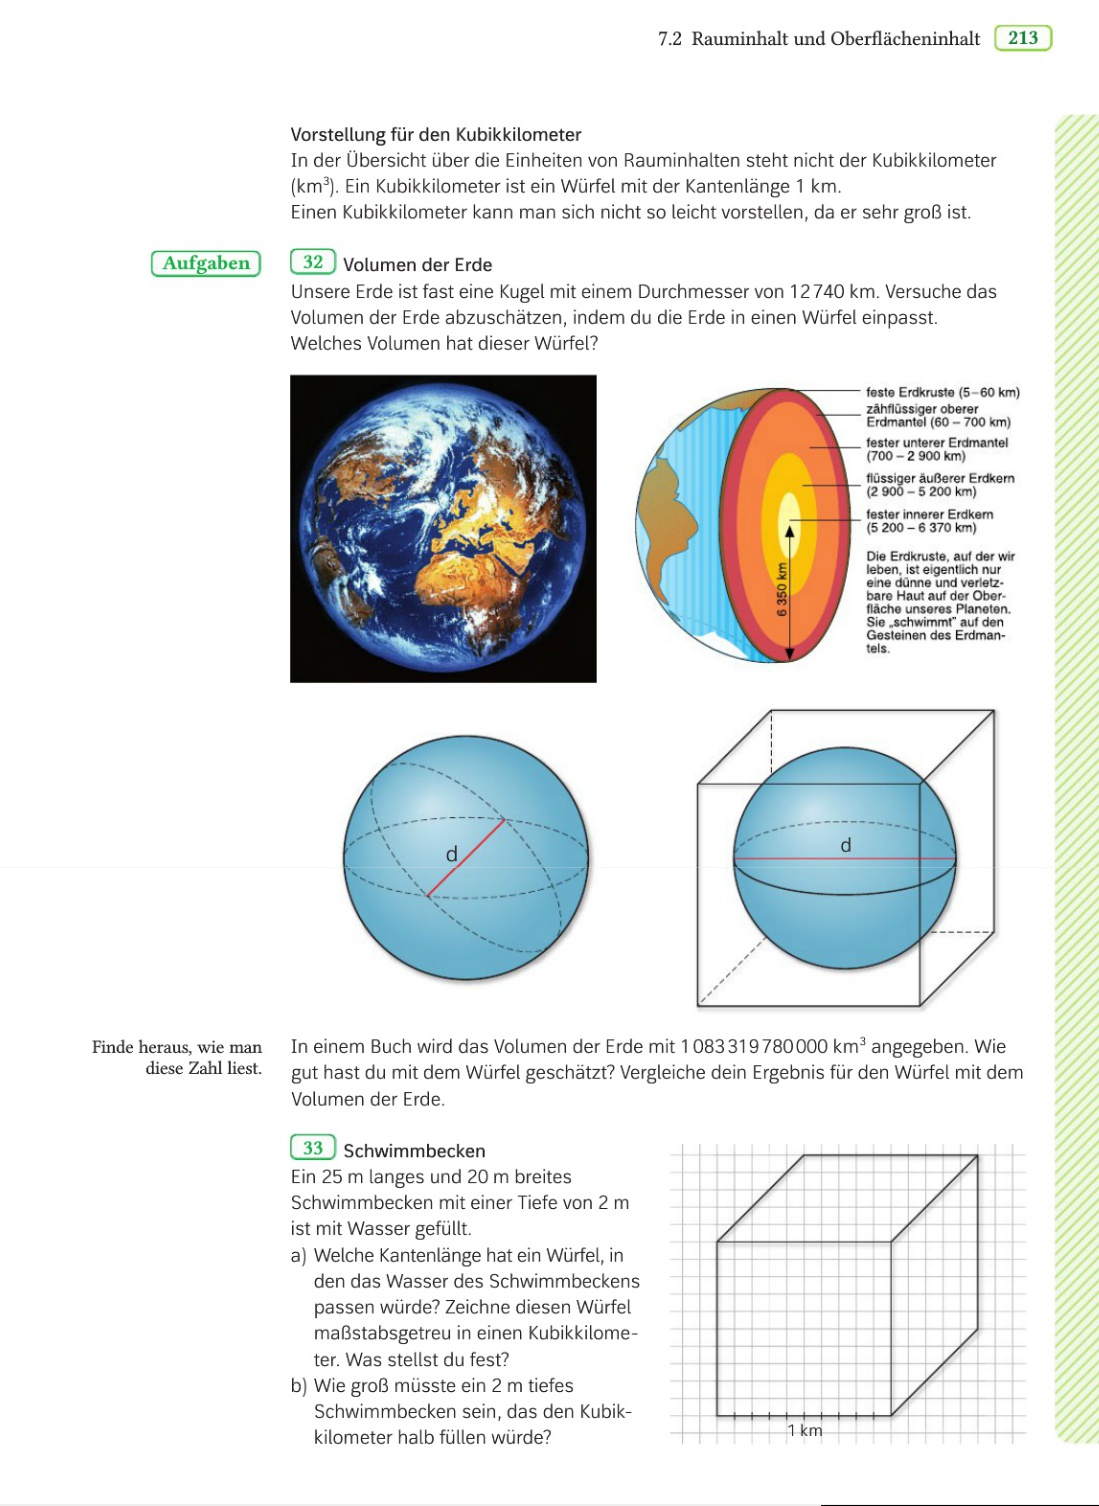 7.2 Rauminhalt und Oberflächeninhalt 213
Vorstellung für den Kubikkilometer
In der Übersicht über die Einheiten von Rauminhalten steht nicht der Kubikkilometer
(km³). Ein Kubikkilometer ist ein Würfel mit der Kantenlänge 1 km.
Einen Kubikkilometer kann man sich nicht so leicht vorstellen, da er sehr groß ist.
Aufgaben
32 Volumen der Erde
Unsere Erde ist fast eine Kugel mit einem Durchmesser von 12 740 km. Versuche das
Volumen der Erde abzuschätzen, indem du die Erde in einen Würfel einpasst.
Welches Volumen hat dieser Würfel?
feste Erdkruste (5–60 km)
zähflüssiger oberer
Erdmantel (60 – 700 km)
fester unterer Erdmantel
(700 – 2 900 km)
flüssiger äußerer Erdkern
(2 900 – 5 200 km)
fester innerer Erdkern
(5 200 – 6 370 km)
6 350 km
Die Erdkruste, auf der wir
leben, ist eigentlich nur
eine dünne und verletz-
bare Haut auf der Ober-
fläche unseres Planeten.
Sie „schwimmt" auf den
Gesteinen des Erdman-
tels.
d
d
Finde heraus, wie man
diese Zahl liest.
In einem Buch wird das Volumen der Erde mit 1 083 319 780 000 km³ angegeben. Wie
gut hast du mit dem Würfel geschätzt? Vergleiche dein Ergebnis für den Würfel mit dem
Volumen der Erde.
33 Schwimmbecken
Ein 25 m langes und 20 m breites
Schwimmbecken mit einer Tiefe von 2 m
ist mit Wasser gefüllt.
a) Welche Kantenlänge hat ein Würfel, in
den das Wasser des Schwimmbeckens
passen würde? Zeichne diesen Würfel
maßstabsgetreu in einen Kubikkilome-
ter. Was stellst du fest?
b) Wie groß müsste ein 2 m tiefes
Schwimmbecken sein, das den Kubik-
kilometer halb füllen würde?
1 km